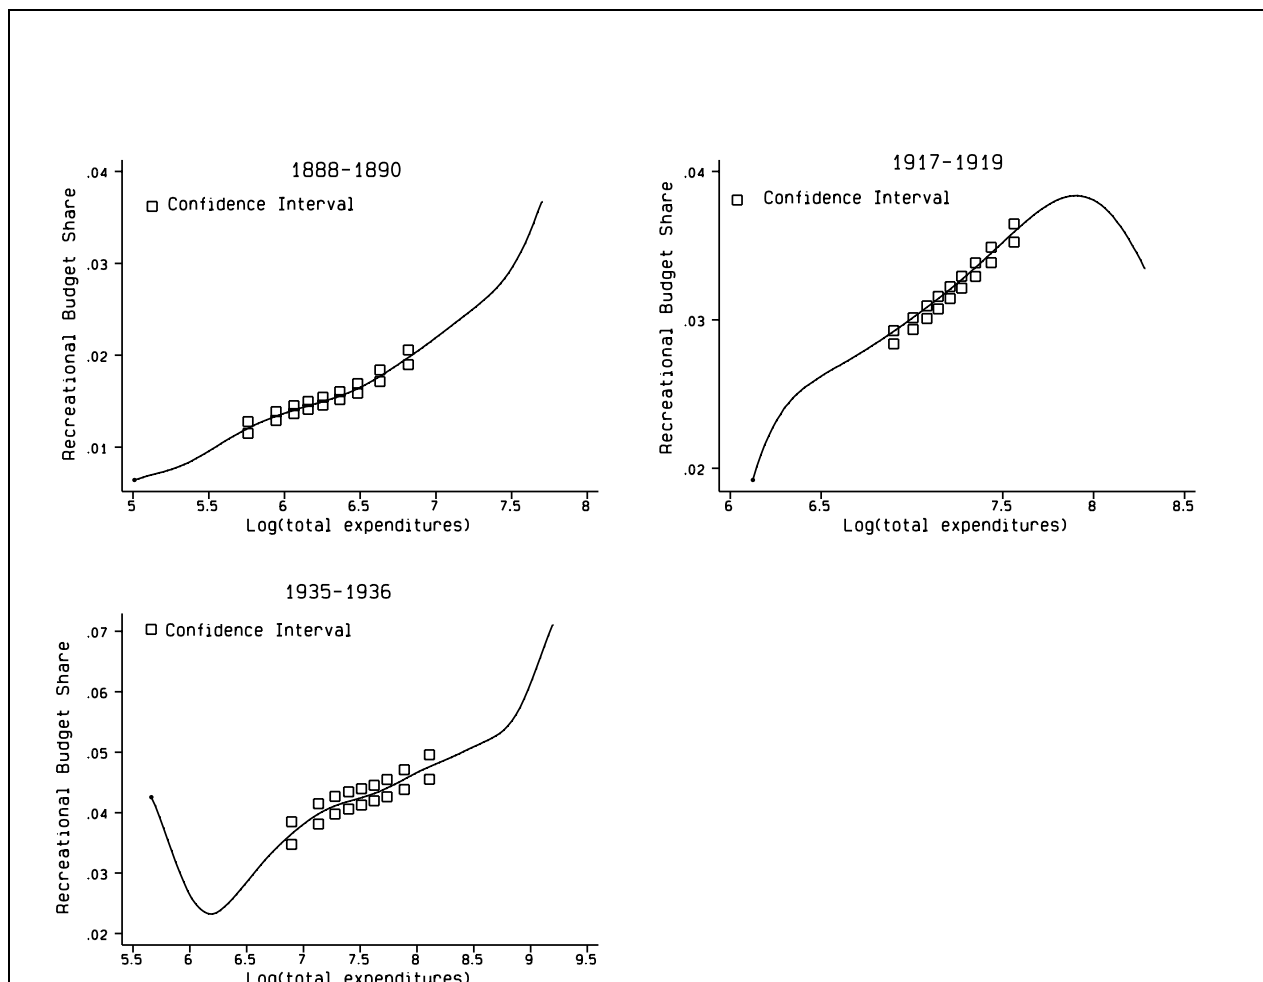 1888-1890
.04
Confidence Interval
.03
.02
.01
Recreational Budget Share
5 5.5 6 6.5 7 7.5 8
Log(total expenditures)
1917-1919
.04
Confidence Interval
.03
.02
Recreational Budget Share
6 6.5 7.5 8 8.5
Log(total expenditures)
1935-1936
.07
Confidence Interval
.06
.05
.04
.03
.02
Recreational Budget Share
5.5 6 6.5 7 7.5 8 8.5 9 9.5
Log(total expenditures)